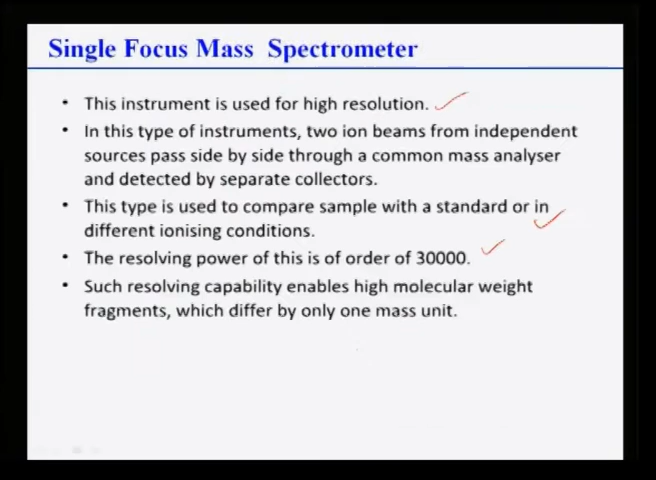 Single Focus Mass Spectrometer
• This instrument is used for high resolution.
• In this type of instruments, two ion beams from independent
sources pass side by side through a common mass analyser
and detected by separate collectors.
• This type is used to compare sample with a standard or in
different ionising conditions.
• The resolving power of this is of order of 30000.
• Such resolving capability enables high molecular weight
fragments, which differ by only one mass unit.